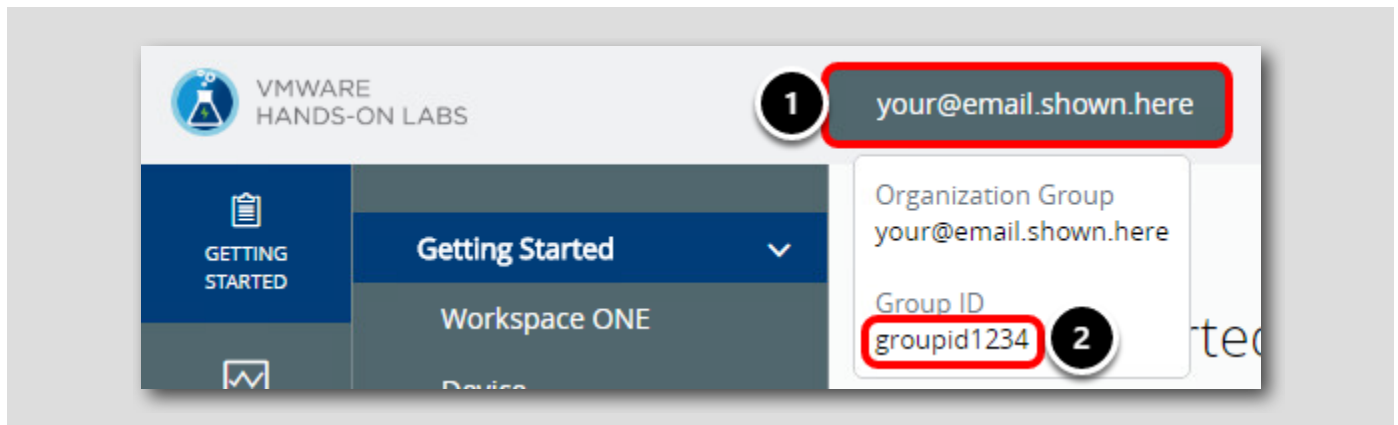 VMWARE
HANDS-ON LABS
1
your@email.shown.here
GETTING
STARTED
Getting Started
Workspace ONE
Device
Organization Group
your@email.shown.here
Group ID
groupid1234
2